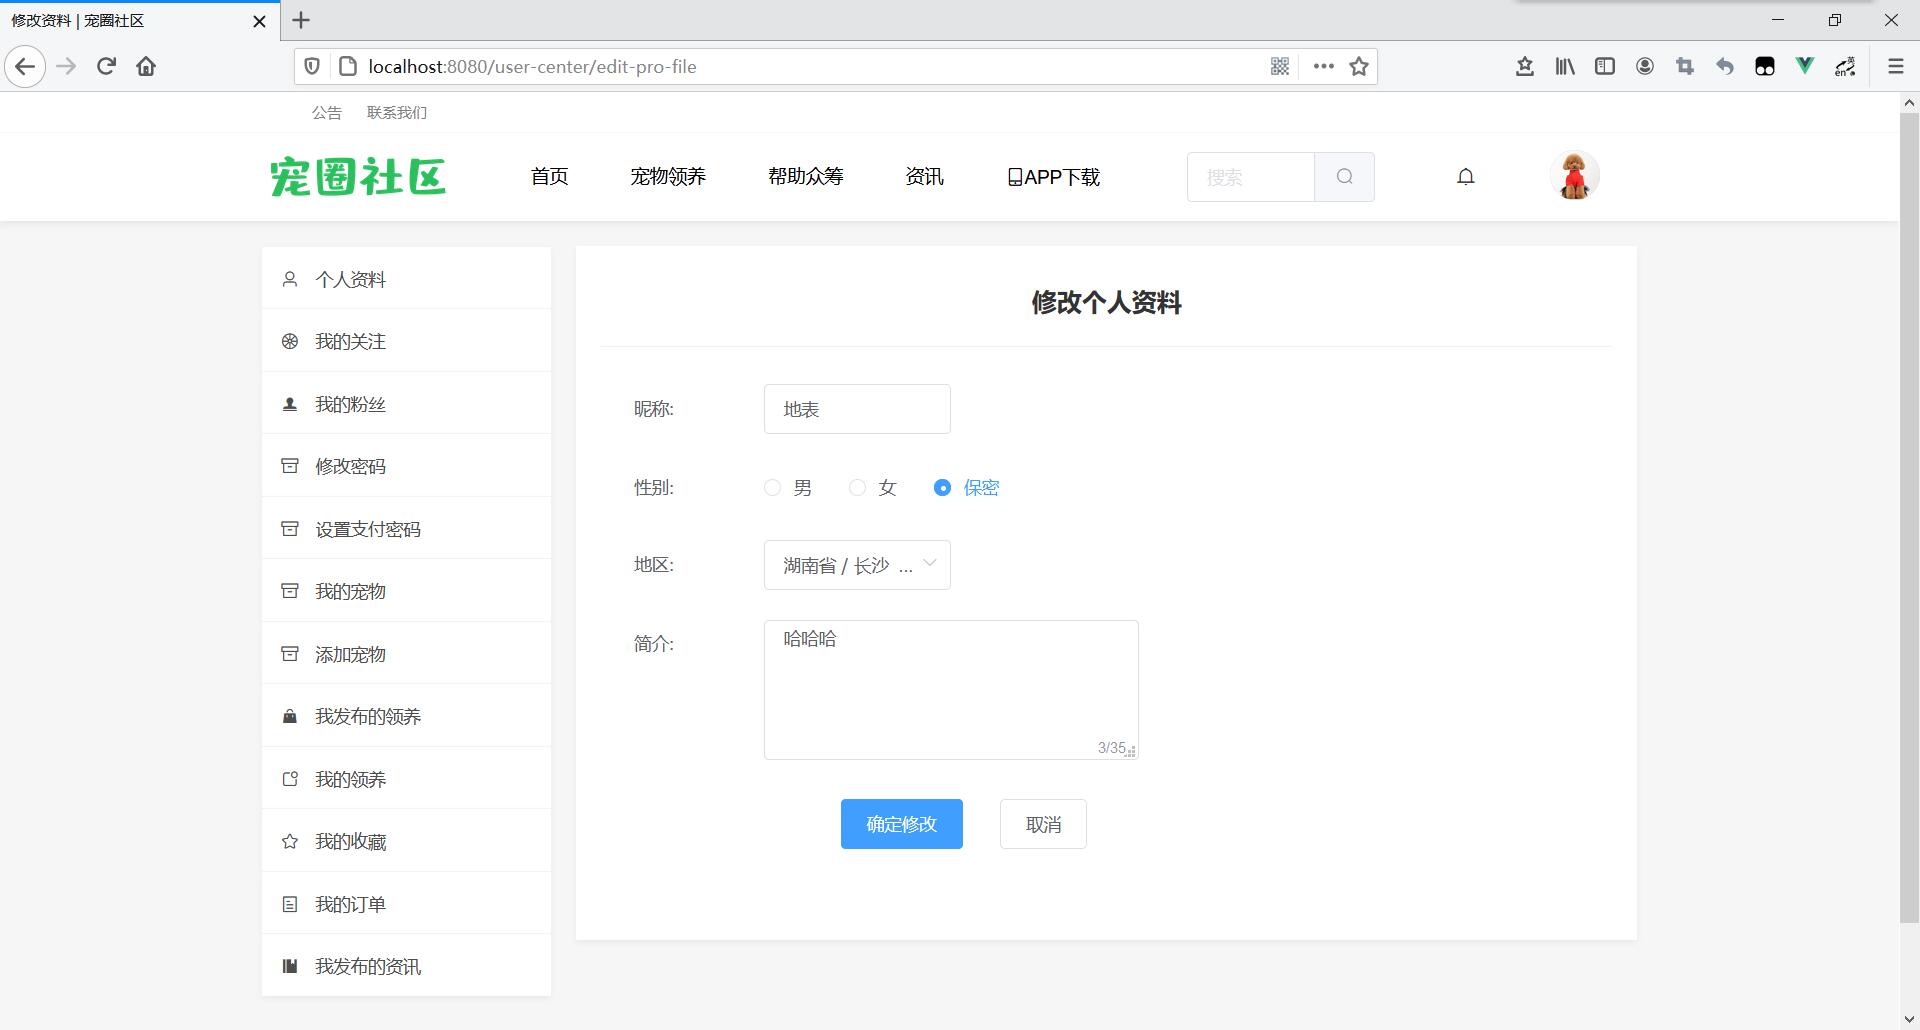 修改资料 | 宠圈社区
localhost:8080/user-center/edit-pro-file
英
en
公告 联系我们
宠圈社区 首页 宠物领养 帮助众筹 资讯 APP下载 搜索
个人资料
我的关注
我的粉丝
修改密码
设置支付密码
我的宠物
添加宠物
我发布的领养
我的领养
我的收藏
我的订单
我发布的资讯
修改个人资料
昵称: 地表
性别: 男 女 保密
地区: 湖南省 / 长沙 ...
简介: 哈哈哈
3/35
确定修改 取消